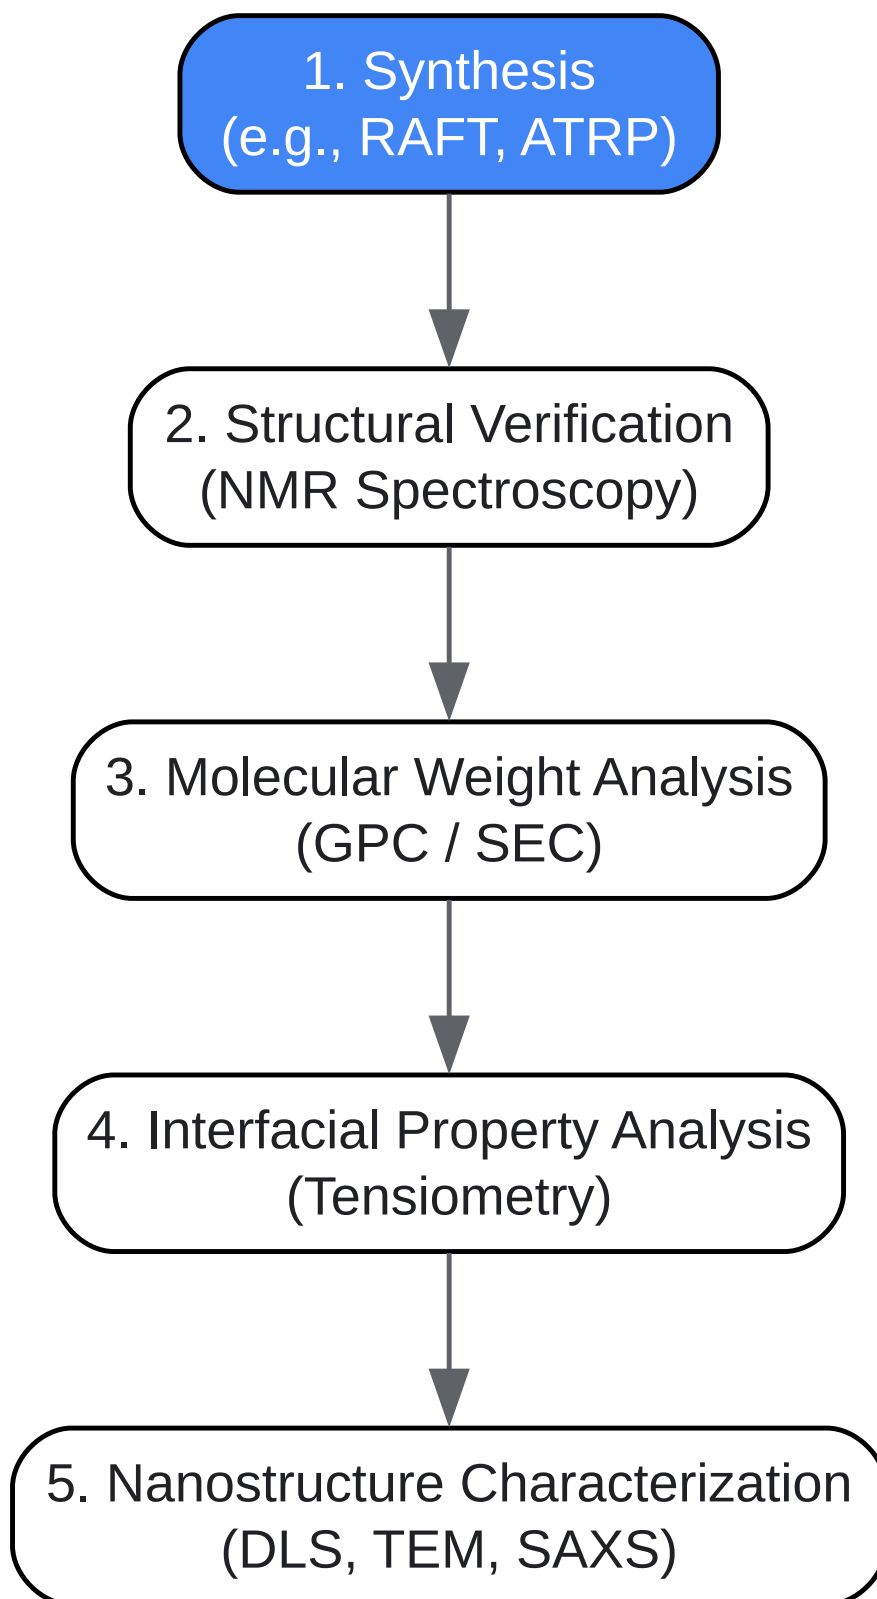 1. Synthesis
(e.g., RAFT, ATRP)
2. Structural Verification
(NMR Spectroscopy)
3. Molecular Weight Analysis
(GPC / SEC)
4. Interfacial Property Analysis
(Tensiometry)
5. Nanostructure Characterization
(DLS, TEM, SAXS)